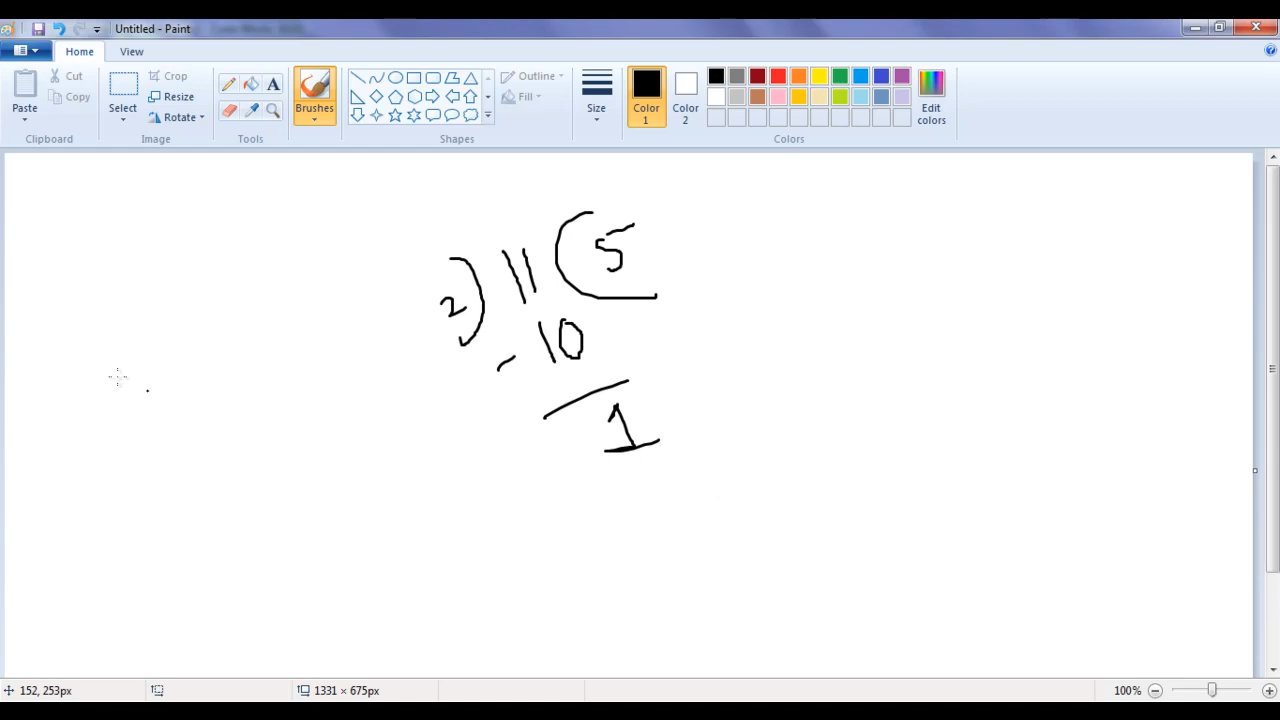 Untitled - Paint
Home View
Paste
Cut
Copy
Clipboard
Select
Crop
Resize
Rotate
Image
A
Tools
Brushes
Outline
Fill
Shapes
Size
Color 1
Color 2
Edit colors
Colors
2) 11 (5
- 10
1
152, 253px
1331 × 675px
100%